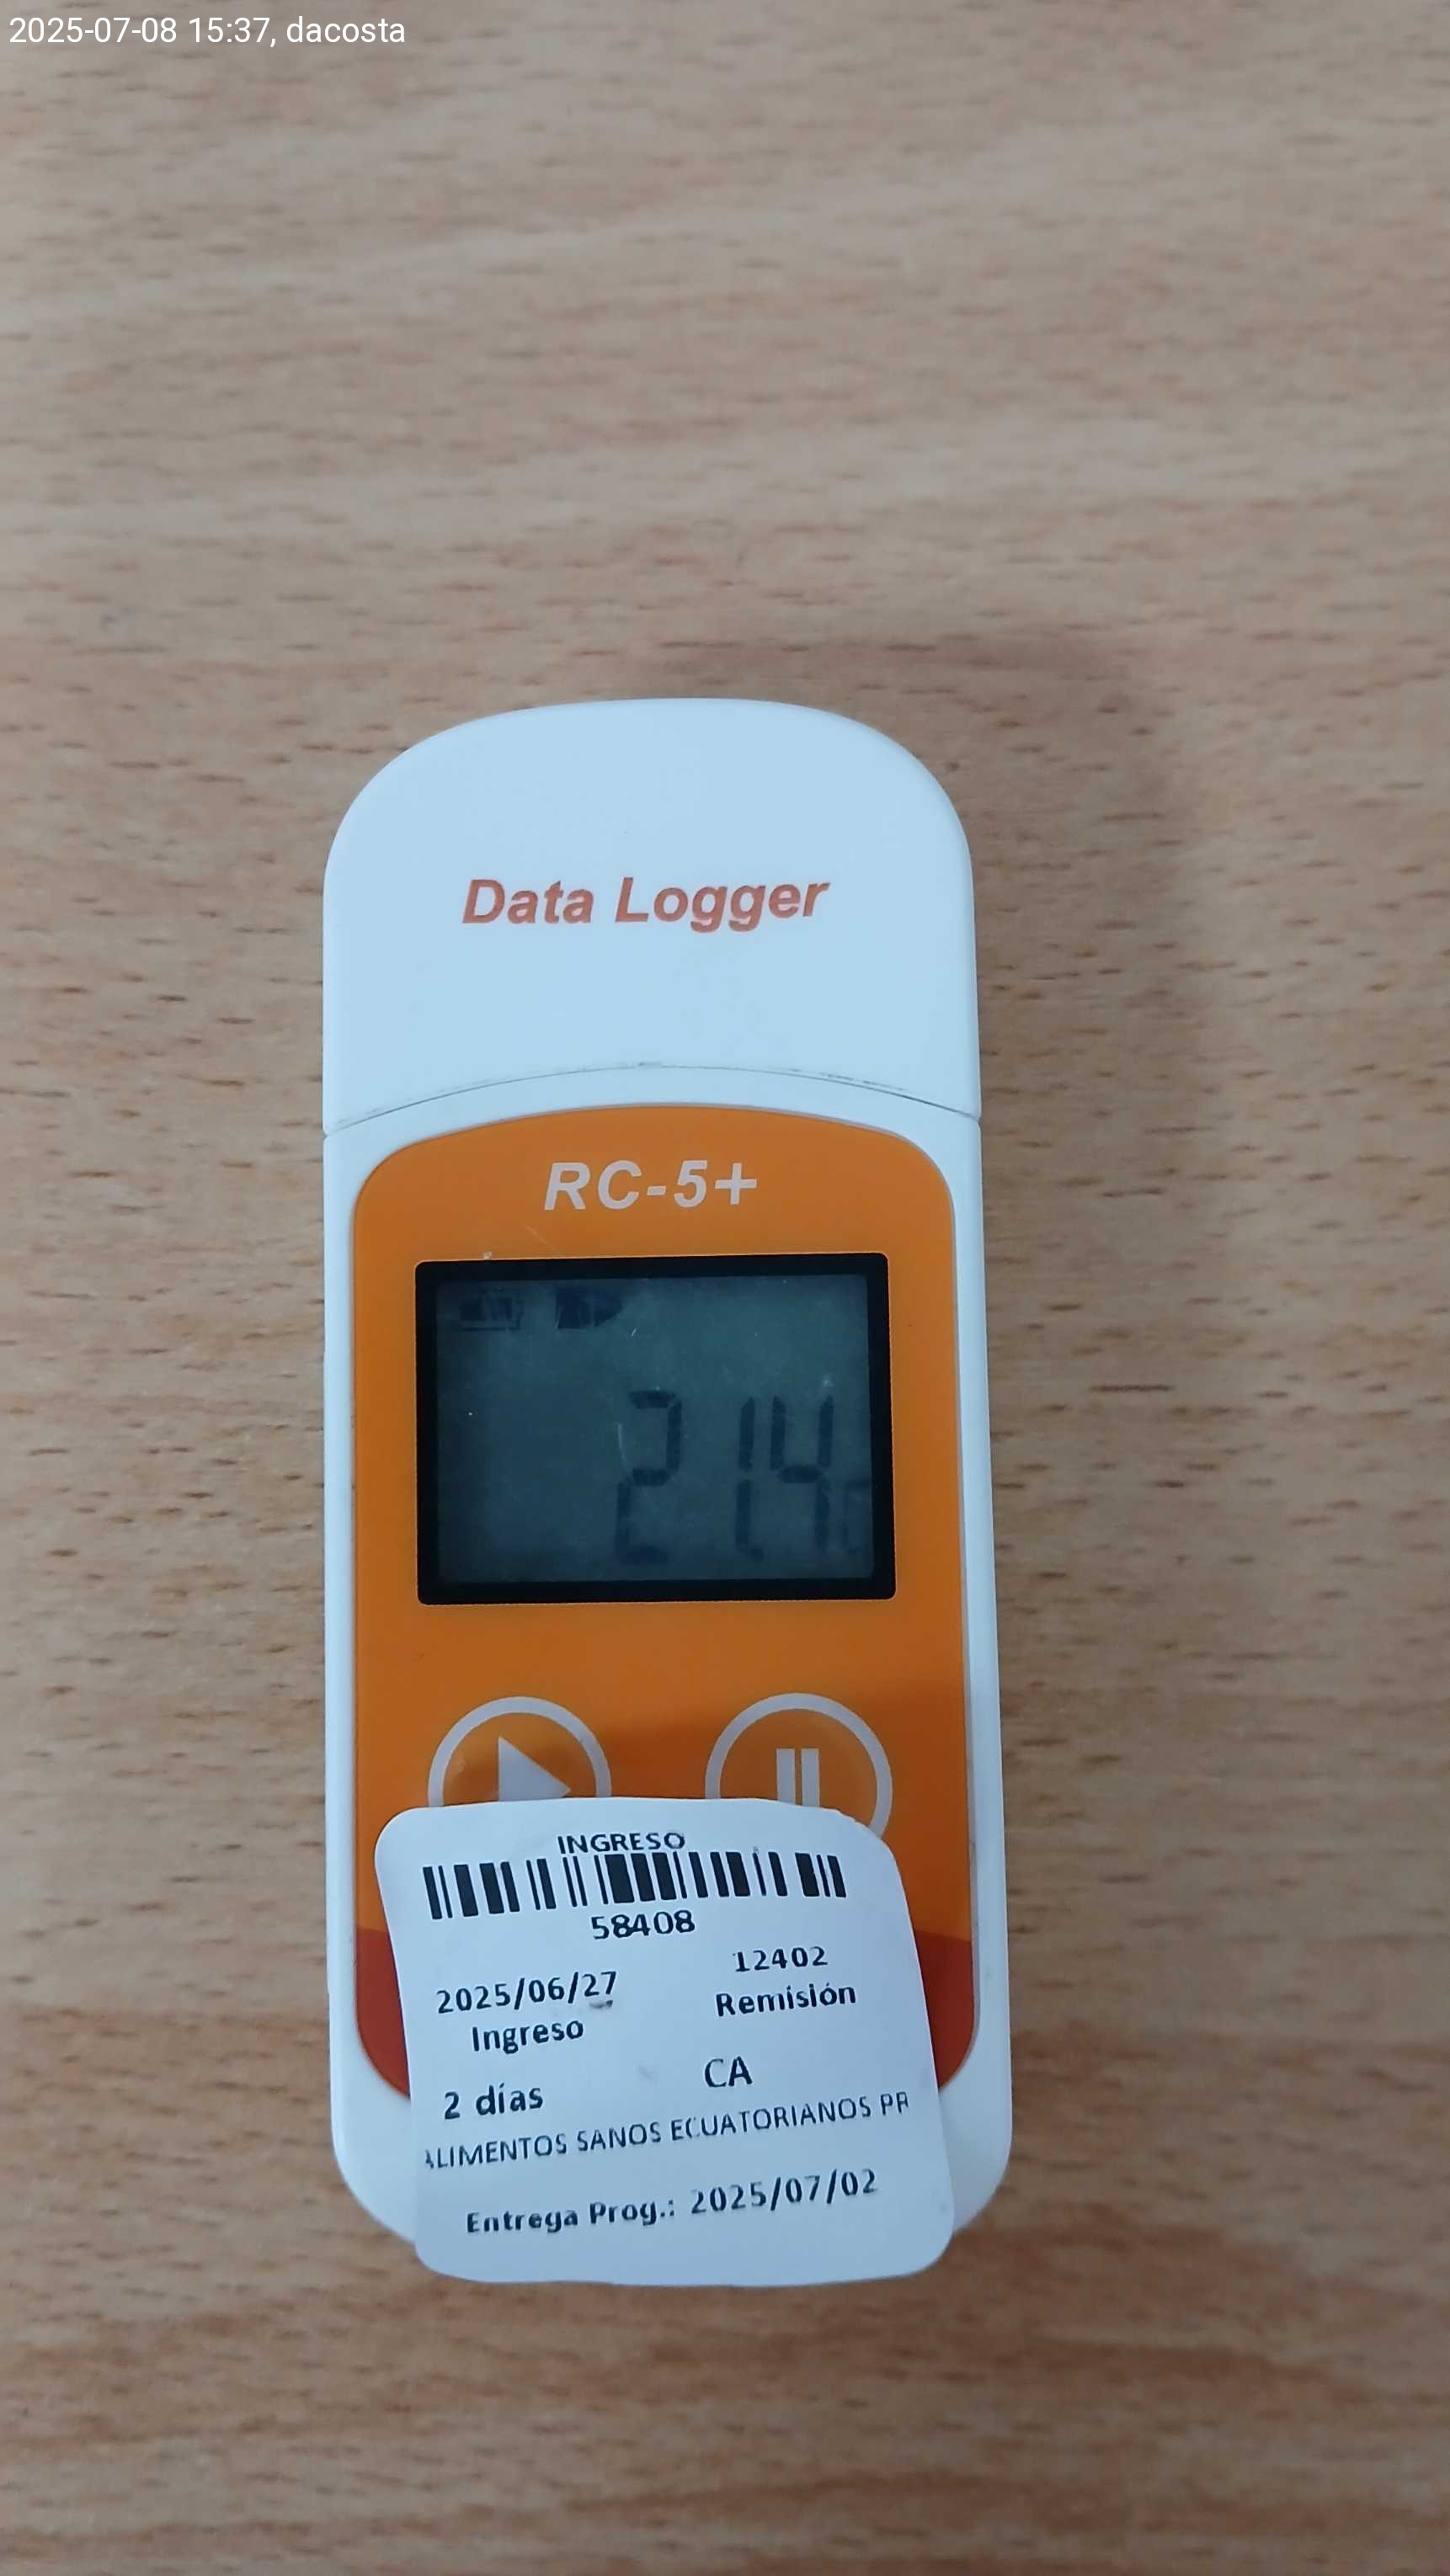 2025-07-08 15:37, dacosta
Data Logger
RC-5+
21.4
INGRESO
58408
2025/06/27 12402
Ingreso Remisión
2 días CA
ALIMENTOS SANOS ECUATORIANOS PR
Entrega Prog.: 2025/07/02